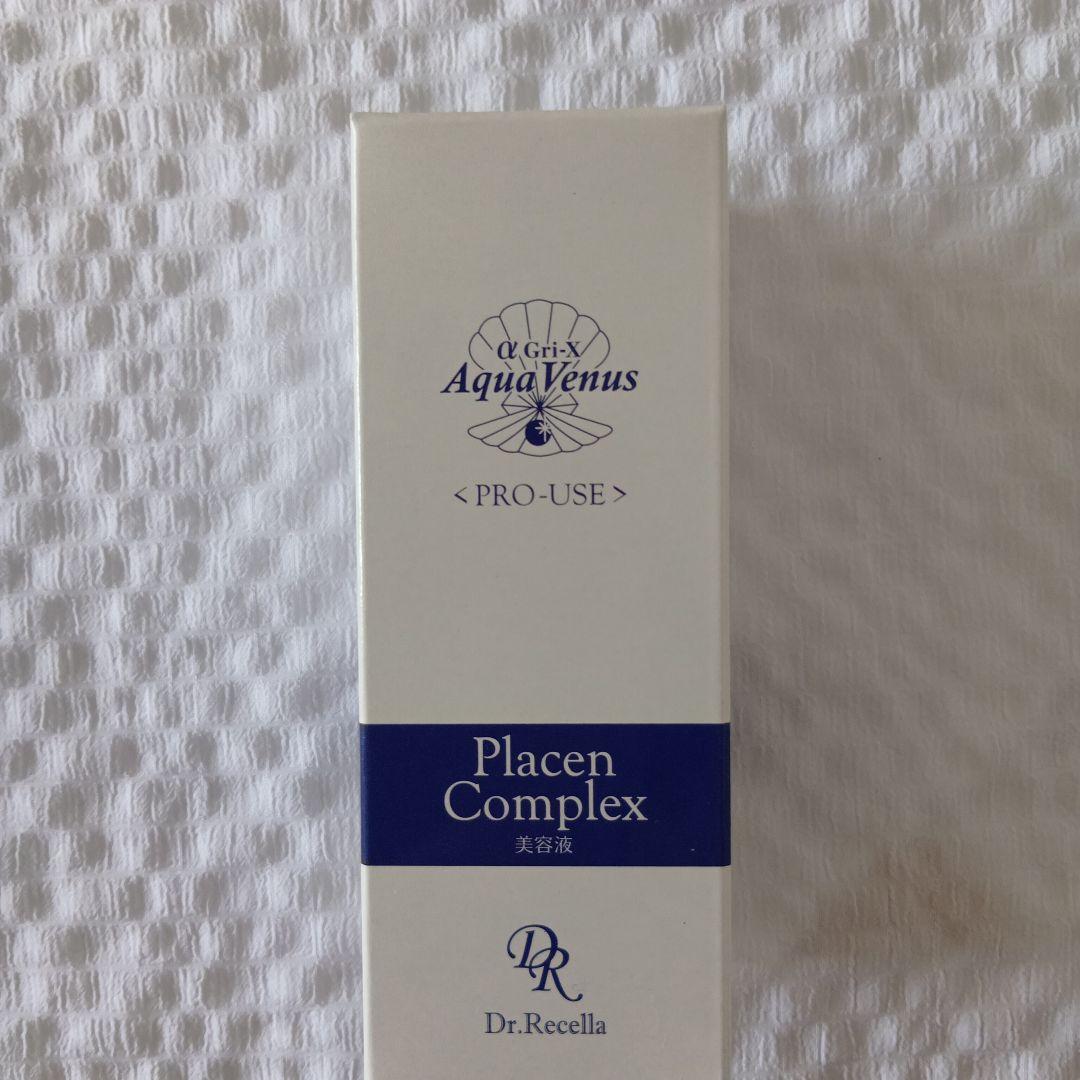 α Gri-X
Aqua Venus
<PRO-USE>
Placen
Complex
美容液
DR
Dr.Recella